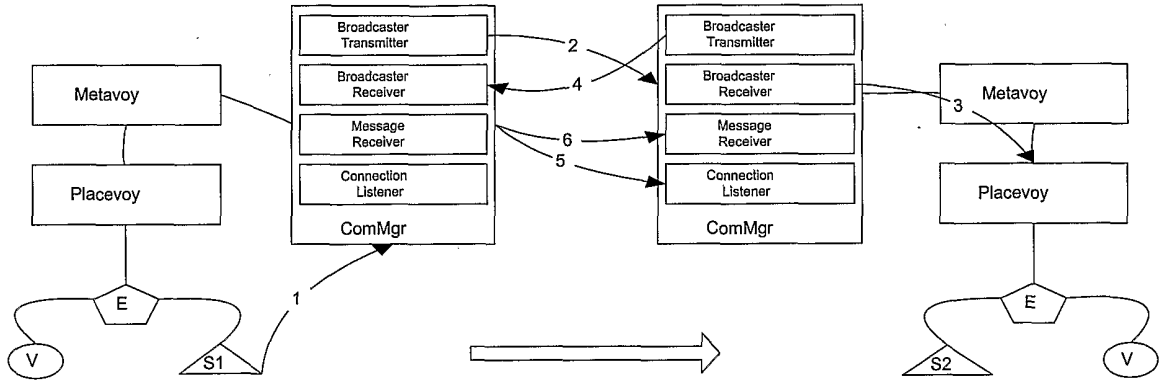 Broadcaster
Transmitter
Broadcaster
Receiver
Message
Receiver
Connection
Listener
ComMgr
Broadcaster
Transmitter
Broadcaster
Receiver
Message
Receiver
Connection
Listener
ComMgr
Metavoy
Placevoy
E
V
S1
1
2
4
6
5
3
Metavoy
Placevoy
E
S2
V